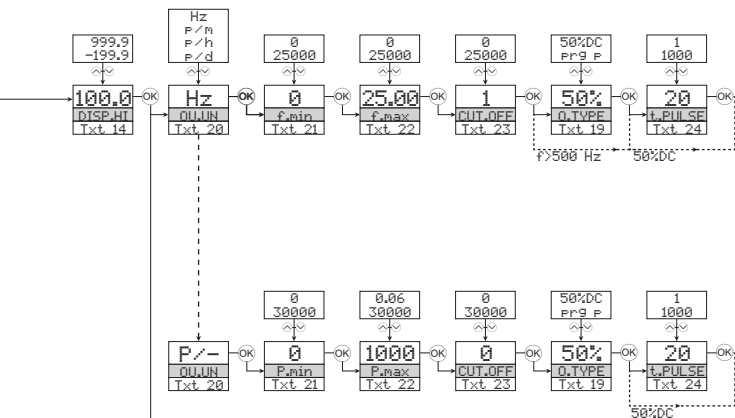 Hz
P/m
P/h
P/d
999.9
-199.9
0
25000
0
25000
0
25000
50%DC
Prg P
1
1000
100.0 OK
Hz OK
0 OK
25.00 OK
1 OK
50% OK
20 OK
DISP.HI
OU.UN
f.min
f.max
CUT.OFF
O.TYPE
t.PULSE
Txt 14
Txt 20
Txt 21
Txt 22
Txt 23
Txt 19
Txt 24
f>500 Hz
50%DC
0
30000
0.06
30000
0
30000
50%DC
Prg P
1
1000
P/- OK
0 OK
1000 OK
0 OK
50% OK
20 OK
OU.UN
P.min
P.max
CUT.OFF
O.TYPE
t.PULSE
Txt 20
Txt 21
Txt 22
Txt 23
Txt 19
Txt 24
50%DC